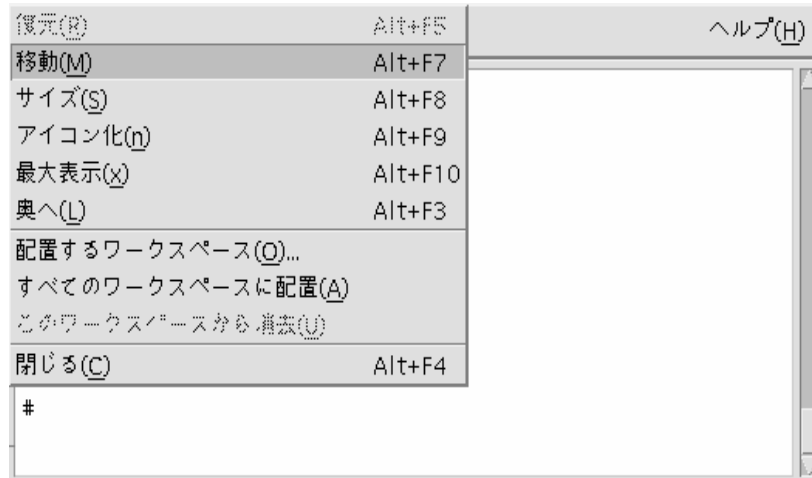 復元(R) Alt+F5
ヘルプ(H)
移動(M) Alt+F7
サイズ(S) Alt+F8
アイコン化(n) Alt+F9
最大表示(x) Alt+F10
奥へ(L) Alt+F3
配置するワークスペース(O)...
すべてのワークスペースに配置(A)
このワークスペースから消去(U)
閉じる(C) Alt+F4
#